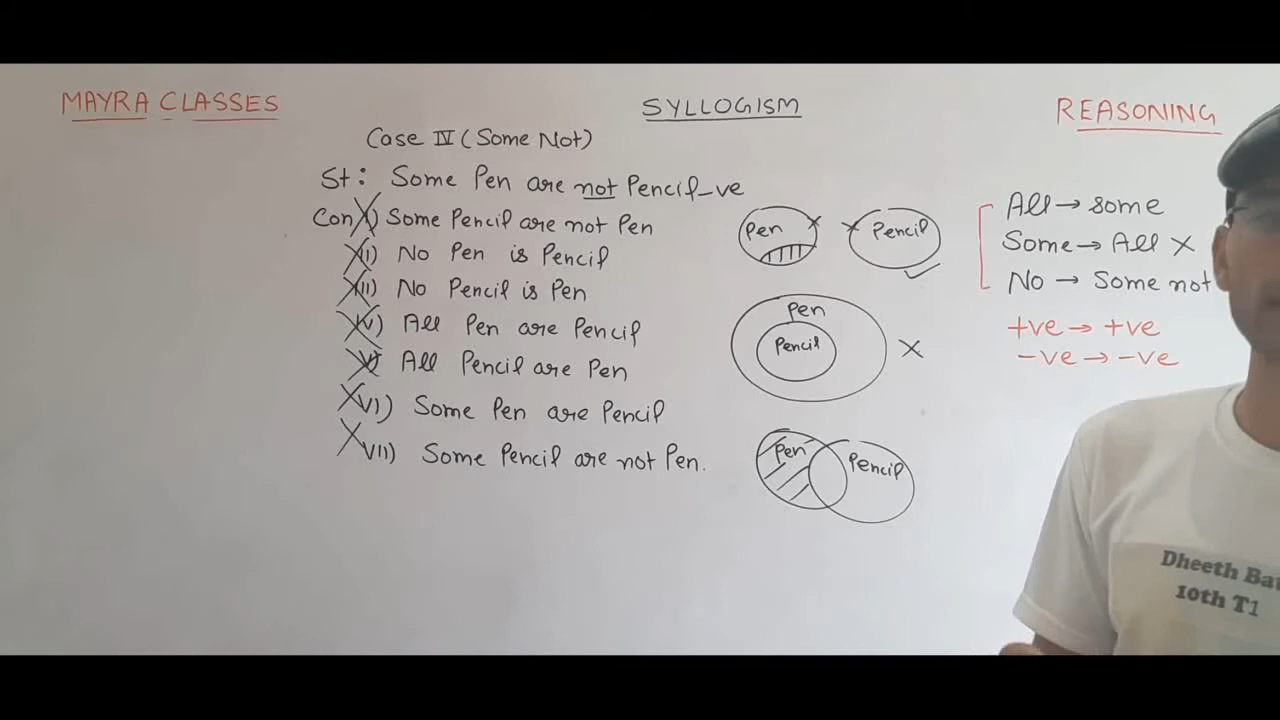 MAYRA CLASSES
SYLLOGISM
REASONING
Case IV (Some Not)
St: Some Pen are not Pencil -ve
Con I) Some Pencil are not Pen
II) No Pen is Pencil
III) No Pencil is Pen
IV) All Pen are Pencil
V) All Pencil are Pen
VI) Some Pen are Pencil
VII) Some Pencil are not Pen.
Pen
Pencil
Pen
Pencil
Pen
Pencil
All → some
Some → All X
No → Some not
+ve → +ve
-ve → -ve
Dheeth Bat
10th T1